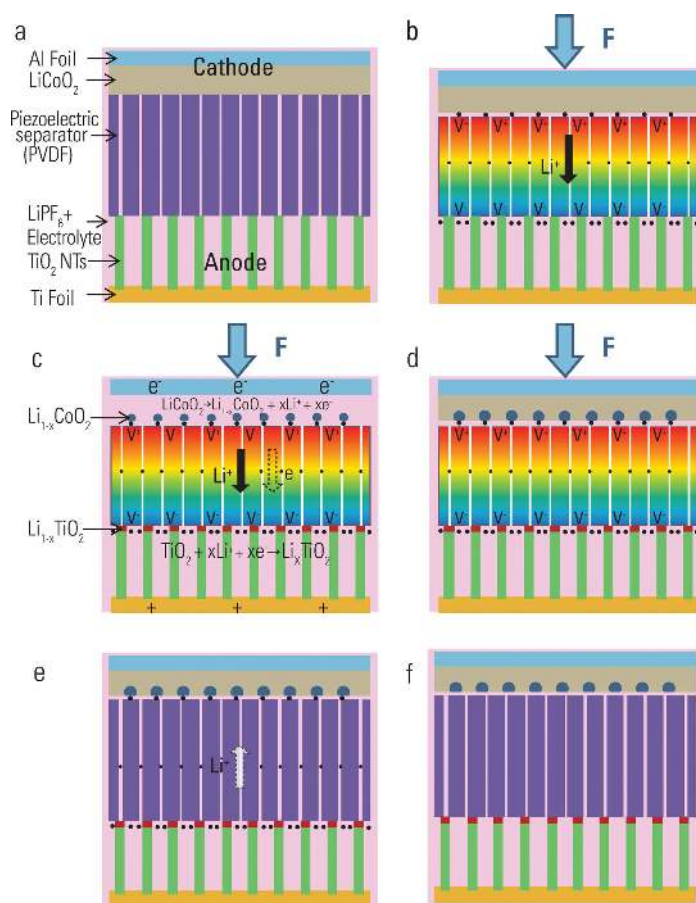 a
Al Foil
LiCoO2
Cathode
Piezoelectric
separator
(PVDF)
LiPF6+
Electrolyte
TiO2 NTs
Anode
Ti Foil
b
F
V- V- V+ V+ V+ V+
Li+
V- V- V- V- V- V-
c
F
e- e- e-
LiCoO2→Li1-xCoO2 + xLi+ + xe-
Li1-xCoO2
V+ V+ V+ V+ V+ V+
Li+
e-
V- V- V- V- V- V-
Li1-xTiO2
TiO2 + xLi+ + xe→LixTiO2
+ + +
d
F
V+ V+ V+ V+ V+ V+
V- V- V- V- V- V-
e
Li+
f